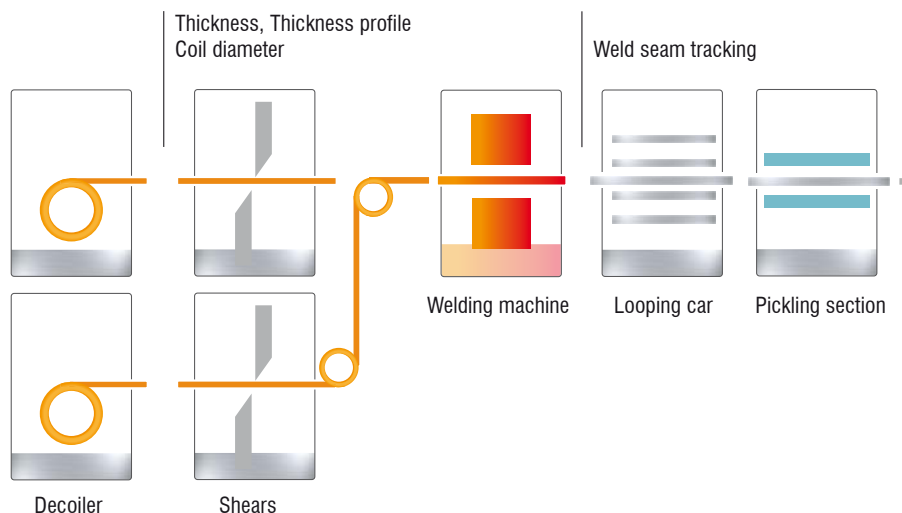 Thickness, Thickness profile
Coil diameter
Weld seam tracking
Welding machine
Looping car
Pickling section
Decoiler
Shears